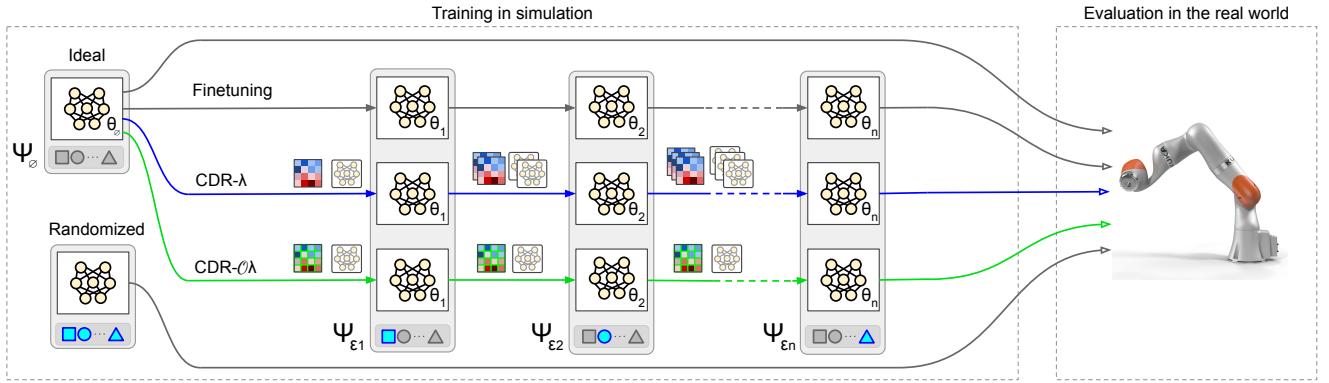 Training in simulation
Evaluation in the real world
Ideal
Finetuning
θ∅
θ1
θ2
θn
Ψ∅
CDR-λ
θ1
θ2
θn
Randomized
CDR-𝒪λ
θ1
θ2
θn
Ψε1
Ψε2
Ψεn